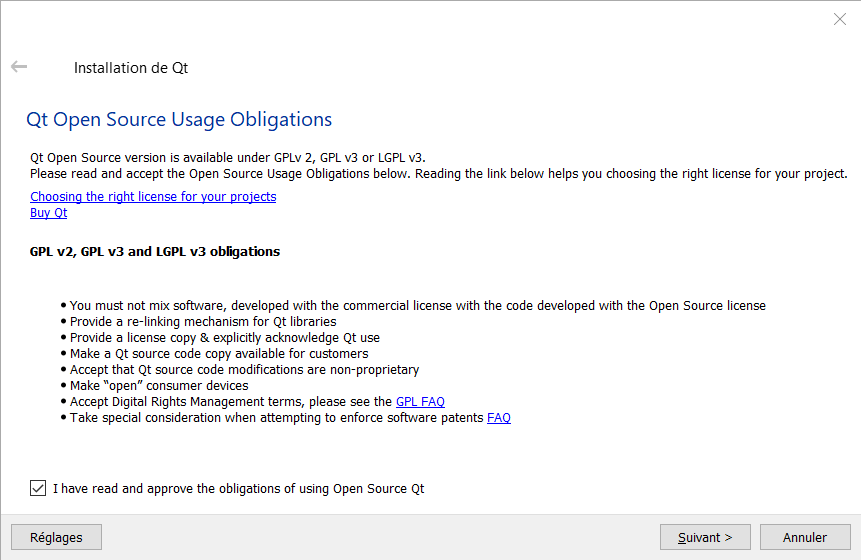 Installation de Qt
Qt Open Source Usage Obligations
Qt Open Source version is available under GPLv 2, GPL v3 or LGPL v3.
Please read and accept the Open Source Usage Obligations below. Reading the link below helps you choosing the right license for your project.
Choosing the right license for your projects
Buy Qt
GPL v2, GPL v3 and LGPL v3 obligations
• You must not mix software, developed with the commercial license with the code developed with the Open Source license
• Provide a re-linking mechanism for Qt libraries
• Provide a license copy & explicitly acknowledge Qt use
• Make a Qt source code copy available for customers
• Accept that Qt source code modifications are non-proprietary
• Make “open” consumer devices
• Accept Digital Rights Management terms, please see the GPL FAQ
• Take special consideration when attempting to enforce software patents FAQ
I have read and approve the obligations of using Open Source Qt
Réglages Suivant > Annuler